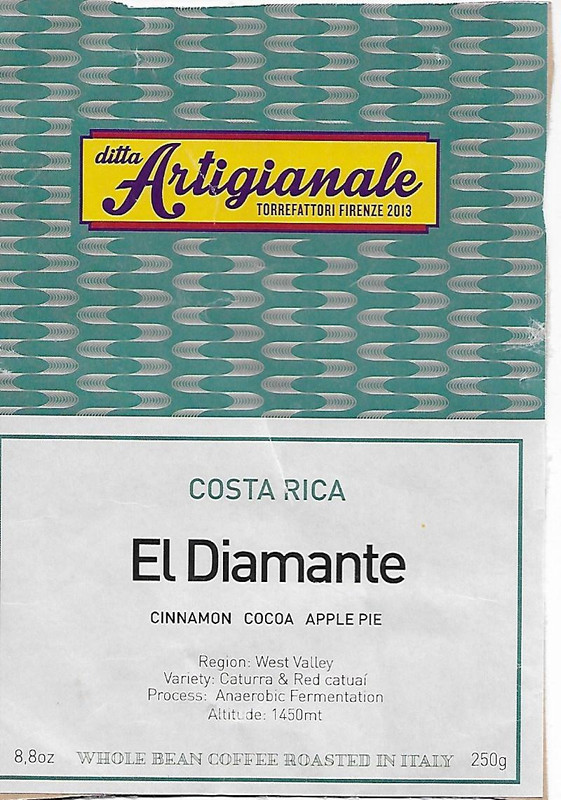 ditta
Artigianale
TORREFATTORI FIRENZE 2013
COSTA RICA
El Diamante
CINNAMON COCOA APPLE PIE
Region: West Valley
Variety: Caturra & Red catuaí
Process: Anaerobic Fermentation
Altitude: 1450mt
8,8oz WHOLE BEAN COFFEE ROASTED IN ITALY 250g